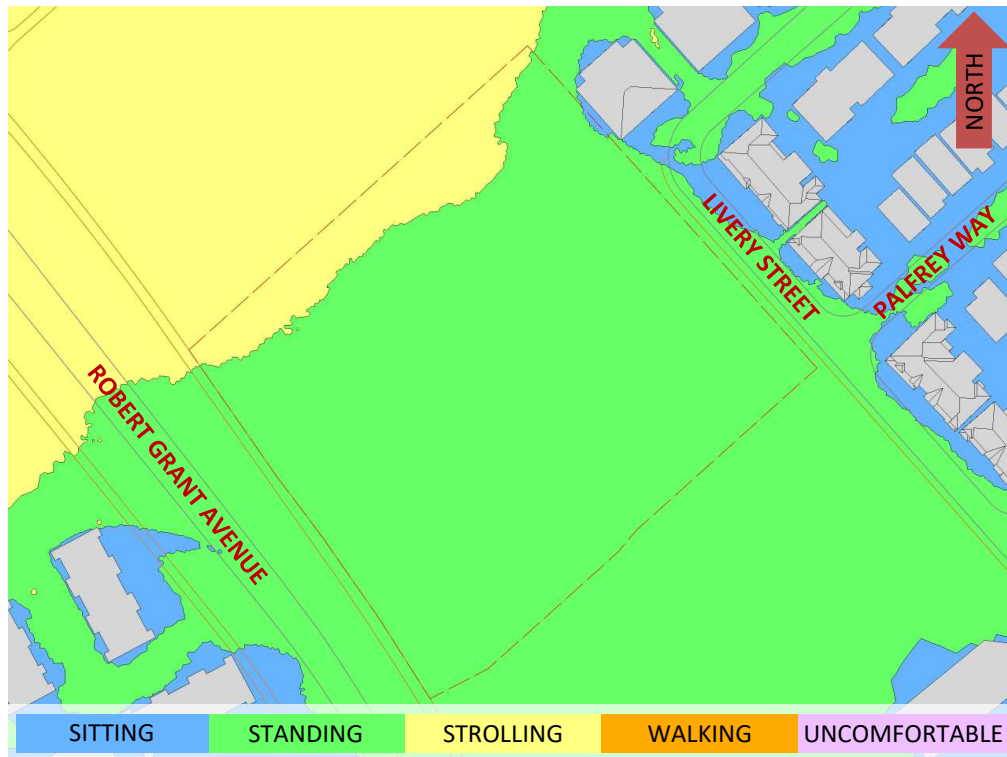 NORTH
LIVERY STREET
PALFREY WAY
ROBERT GRANT AVENUE
SITTING STANDING STROLLING WALKING UNCOMFORTABLE